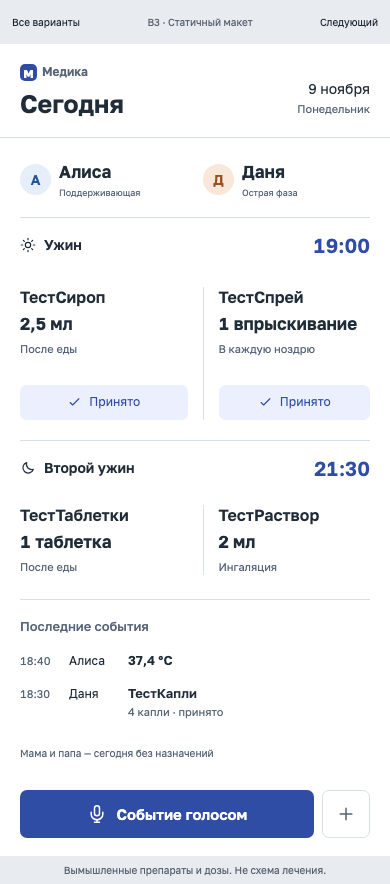 Все варианты
B3 · Статичный макет
Следующий
м Медика
Сегодня
9 ноября
Понедельник
А Алиса
Поддерживающая
Д Даня
Острая фаза
Ужин 19:00
ТестСироп
2,5 мл
После еды
Принято
ТестСпрей
1 впрыскивание
В каждую ноздрю
Принято
Второй ужин 21:30
ТестТаблетки
1 таблетка
После еды
ТестРаствор
2 мл
Ингаляция
Последние события
18:40 Алиса 37,4 °C
18:30 Даня ТестКапли
4 капли · принято
Мама и папа — сегодня без назначений
Событие голосом
Вымышленные препараты и дозы. Не схема лечения.